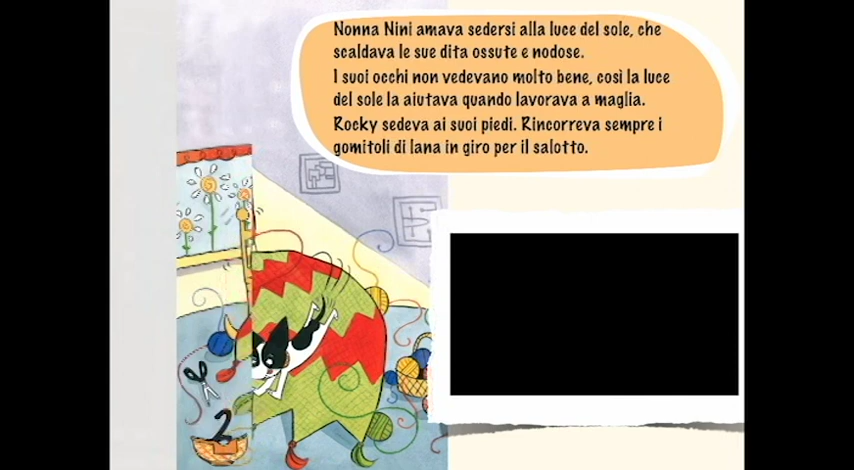 Nonna Nini amava sedersi alla luce del sole, che
scaldava le sue dita ossute e nodose.
I suoi occhi non vedevano molto bene, così la luce
del sole la aiutava quando lavorava a maglia.
Rocky sedeva ai suoi piedi. Rincorreva sempre i
gomitoli di lana in giro per il salotto.
2